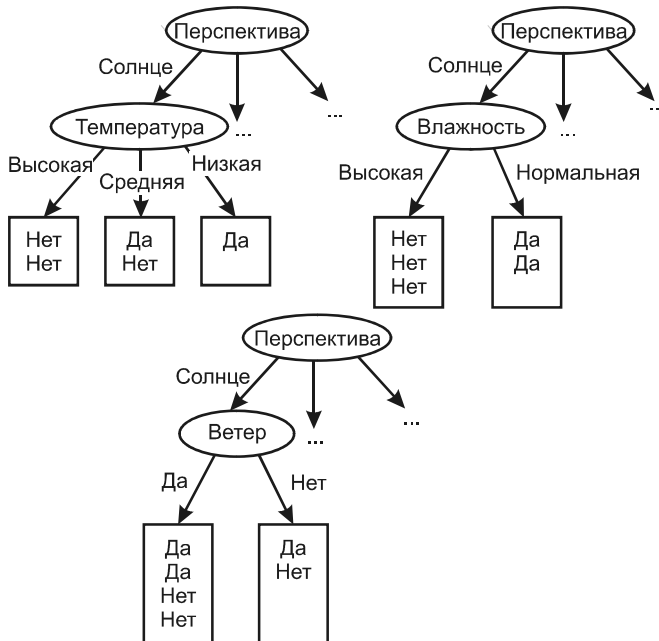 Перспектива
Солнце
Температура
...
...
Высокая
Средняя
Низкая
Нет
Нет
Да
Нет
Да
Перспектива
Солнце
Влажность
...
...
Высокая
Нормальная
Нет
Нет
Нет
Да
Да
Перспектива
Солнце
Ветер
...
...
Да
Нет
Да
Да
Нет
Нет
Да
Нет